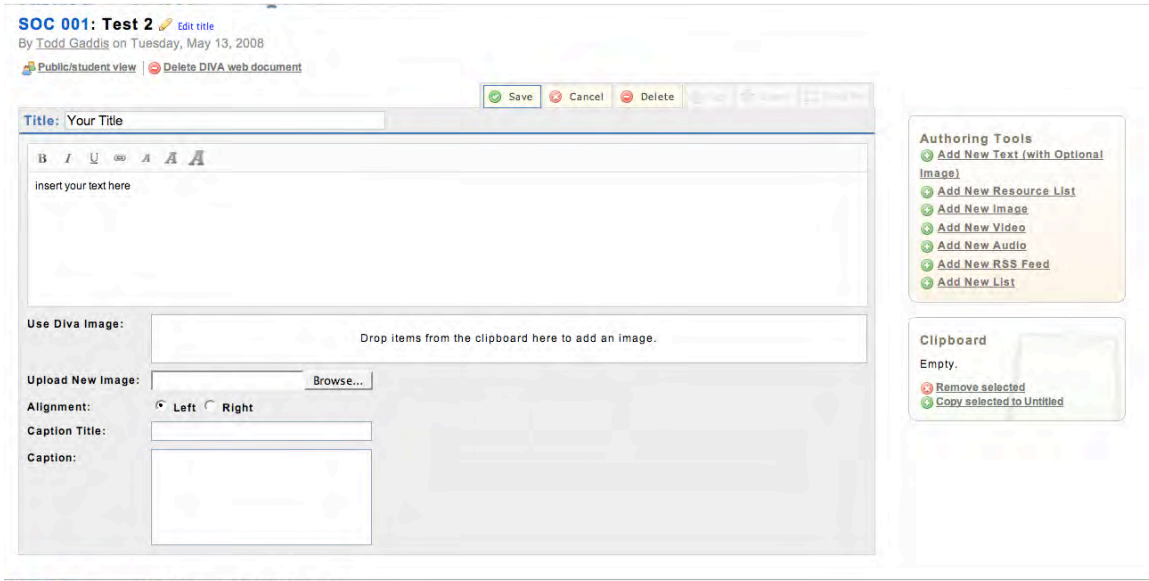 SOC 001: Test 2 Edit title
By Todd Gaddis on Tuesday, May 13, 2008
Public/student view Delete DIVA web document
Save Cancel Delete
Title: Your Title
B I U A A A
insert your text here
Use Diva Image:
Drop items from the clipboard here to add an image.
Upload New Image: Browse...
Alignment: Left Right
Caption Title:
Caption:
Authoring Tools
Add New Text (with Optional
Image)
Add New Resource List
Add New Image
Add New Video
Add New Audio
Add New RSS Feed
Add New List
Clipboard
Empty.
Remove selected
Copy selected to Untitled